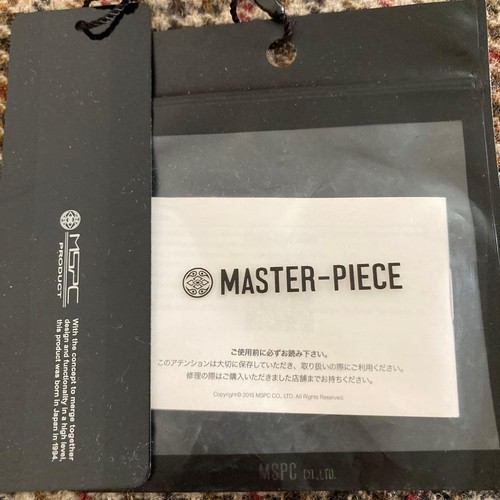 MSPC
PRODUCT
With the concept to merge together
design and functionality in a high level,
this product was born in Japan in 1994.
MASTER-PIECE
ご使用前に必ずお読み下さい。
このアテンションは大切に保存していただき、取り扱いの際にご利用ください。
修理の際はご購入いただきました店舗までお持ちください。
Copyright© 2015 MSPC CO., LTD. All Rights Reserved.
MSPC CO.,LTD.